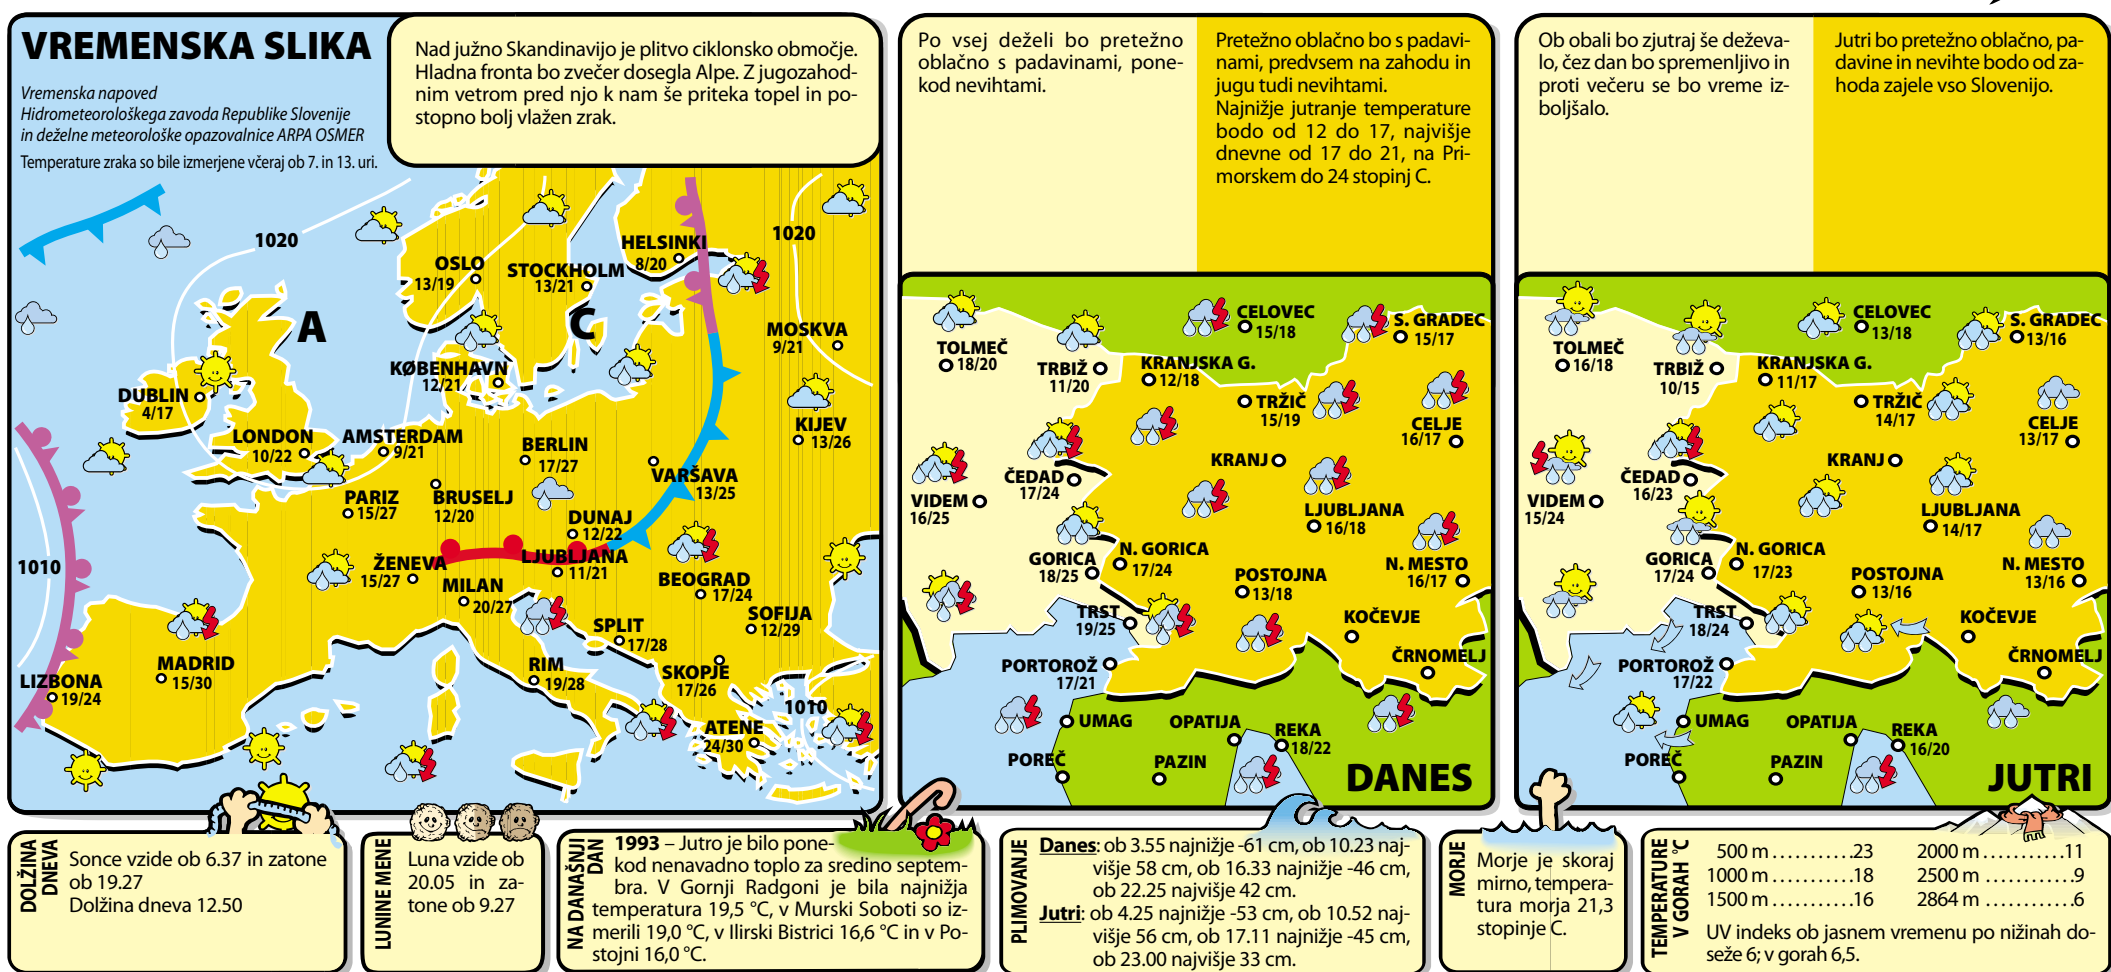 VREMENSKA SLIKA
Vremenska napoved
Hidrometeorološkega zavoda Republike Slovenije
in deželne meteorološke opazovalnice ARPA OSMER
Temperature zraka so bile izmerjene včeraj ob 7. in 13. uri.
Nad južno Skandinavijo je plitvo ciklonsko območje.
Hladna fronta bo zvečer dosegla Alpe. Z jugozahod-
nim vetrom pred njo k nam še priteka topel in po-
stopno bolj vlažen zrak.
1020
1020
HELSINKI
8/20
OSLO
13/19
STOCKHOLM
13/21
A
C
MOSKVA
9/21
KØBENHAVN
12/21
DUBLIN
4/17
LONDON
10/22
AMSTERDAM
9/21
BERLIN
17/27
KIJEV
13/26
VARŠAVA
13/25
PARIZ
15/27
BRUSELJ
12/20
DUNAJ
12/22
1010
ŽENEVA
15/27
LJUBLJANA
11/21
MILAN
20/27
BEOGRAD
17/24
SOFIJA
12/29
SPLIT
17/28
MADRID
15/30
RIM
19/28
SKOPJE
17/26
LIZBONA
19/24
1010
ATENE
24/30
Po vsej deželi bo pretežno
oblačno s padavinami, pone-
kod nevihtami.
Pretežno oblačno bo s padavi-
nami, predvsem na zahodu in
jugu tudi nevihtami.
Najnižje jutranje temperature
bodo od 12 do 17, najvišje
dnevne od 17 do 21, na Pri-
morskem do 24 stopinj C.
CELOVEC
15/18
S. GRADEC
15/17
TOLMEČ
18/20
TRBIŽ
11/20
KRANJSKA G.
12/18
TRŽIČ
15/19
CELJE
16/17
KRANJ
ČEDAD
17/24
VIDEM
16/25
LJUBLJANA
16/18
GORICA
18/25
N. GORICA
17/24
N. MESTO
16/17
POSTOJNA
13/18
TRST
19/25
KOČEVJE
PORTOROŽ
17/21
ČRNOMELJ
UMAG
OPATIJA
REKA
18/22
POREČ
PAZIN
DANES
Ob obali bo zjutraj še deževa-
lo, čez dan bo spremenljivo in
proti večeru se bo vreme iz-
boljšalo.
Jutri bo pretežno oblačno, pa-
davine in nevihte bodo od za-
hoda zajele vso Slovenijo.
CELOVEC
13/18
S. GRADEC
13/16
TOLMEČ
16/18
TRBIŽ
10/15
KRANJSKA G.
11/17
TRŽIČ
14/17
CELJE
13/17
KRANJ
ČEDAD
16/23
VIDEM
15/24
LJUBLJANA
14/17
GORICA
17/24
N. GORICA
17/23
N. MESTO
13/16
POSTOJNA
13/16
TRST
18/24
KOČEVJE
PORTOROŽ
17/22
ČRNOMELJ
UMAG
OPATIJA
REKA
16/20
POREČ
PAZIN
JUTRI
DOLŽINA
DNEVA
Sonce vzide ob 6.37 in zatone
ob 19.27
Dolžina dneva 12.50
LUNINE MENE
Luna vzide ob
20.05 in za-
tone ob 9.27
NA DANAŠNJI
DAN
1993 – Jutro je bilo pone-
kod nenavadno toplo za sredino septem-
bra. V Gornji Radgoni je bila najnižja
temperatura 19,5 °C, v Murski Soboti so iz-
merili 19,0 °C, v Ilirski Bistrici 16,6 °C in v Po-
stojni 16,0 °C.
PLIMOVANJE
Danes: ob 3.55 najnižje -61 cm, ob 10.23 naj-
višje 58 cm, ob 16.33 najnižje -46 cm,
ob 22.25 najvišje 42 cm.
Jutri: ob 4.25 najnižje -53 cm, ob 10.52 naj-
višje 56 cm, ob 17.11 najnižje -45 cm,
ob 23.00 najvišje 33 cm.
MORJE
Morje je skoraj
mirno, tempera-
tura morja 21,3
stopinje C.
TEMPERATURE
V GORAH °C
500 m...........23
1000 m..........18
1500 m..........16
2000 m...........11
2500 m............9
2864 m............6
UV indeks ob jasnem vremenu po nižinah do-
seže 6; v gorah 6,5.